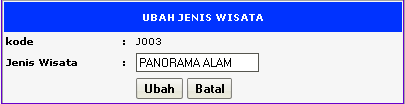 UBAH JENIS WISATA
kode : J003
Jenis Wisata : PANORAMA ALAM
Ubah Batal